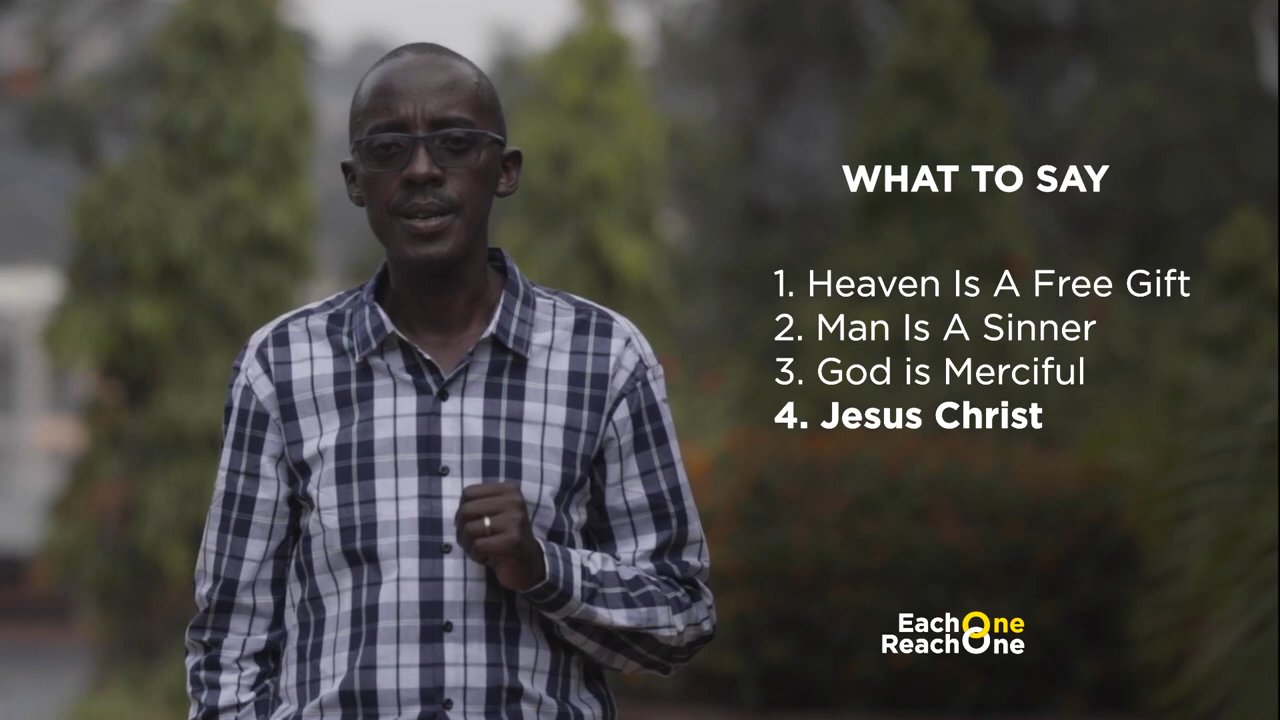 WHAT TO SAY
1. Heaven Is A Free Gift
2. Man Is A Sinner
3. God is Merciful
4. Jesus Christ
Each One
Reach One